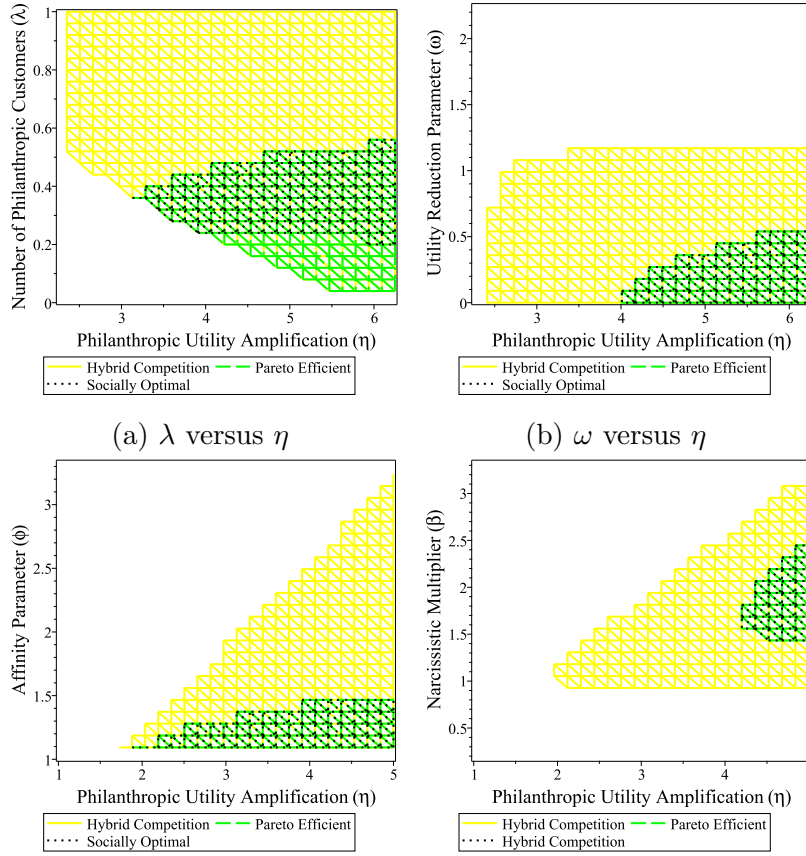 1
0.8
0.6
0.4
0.2
0
3
4
5
6
Number of Philanthropic Customers (λ)
Philanthropic Utility Amplification (η)
Hybrid Competition
Pareto Efficient
Socially Optimal
(a) λ versus η
2
1.5
1
0.5
0
3
4
5
6
Utility Reduction Parameter (ω)
Philanthropic Utility Amplification (η)
Hybrid Competition
Pareto Efficient
Socially Optimal
(b) ω versus η
3
2.5
2
1.5
1
1
2
3
4
5
Affinity Parameter (ϕ)
Philanthropic Utility Amplification (η)
Hybrid Competition
Pareto Efficient
Socially Optimal
3
2.5
2
1.5
1
0.5
1
2
3
4
Narcissistic Multiplier (β)
Philanthropic Utility Amplification (η)
Hybrid Competition
Pareto Efficient
Hybrid Competition